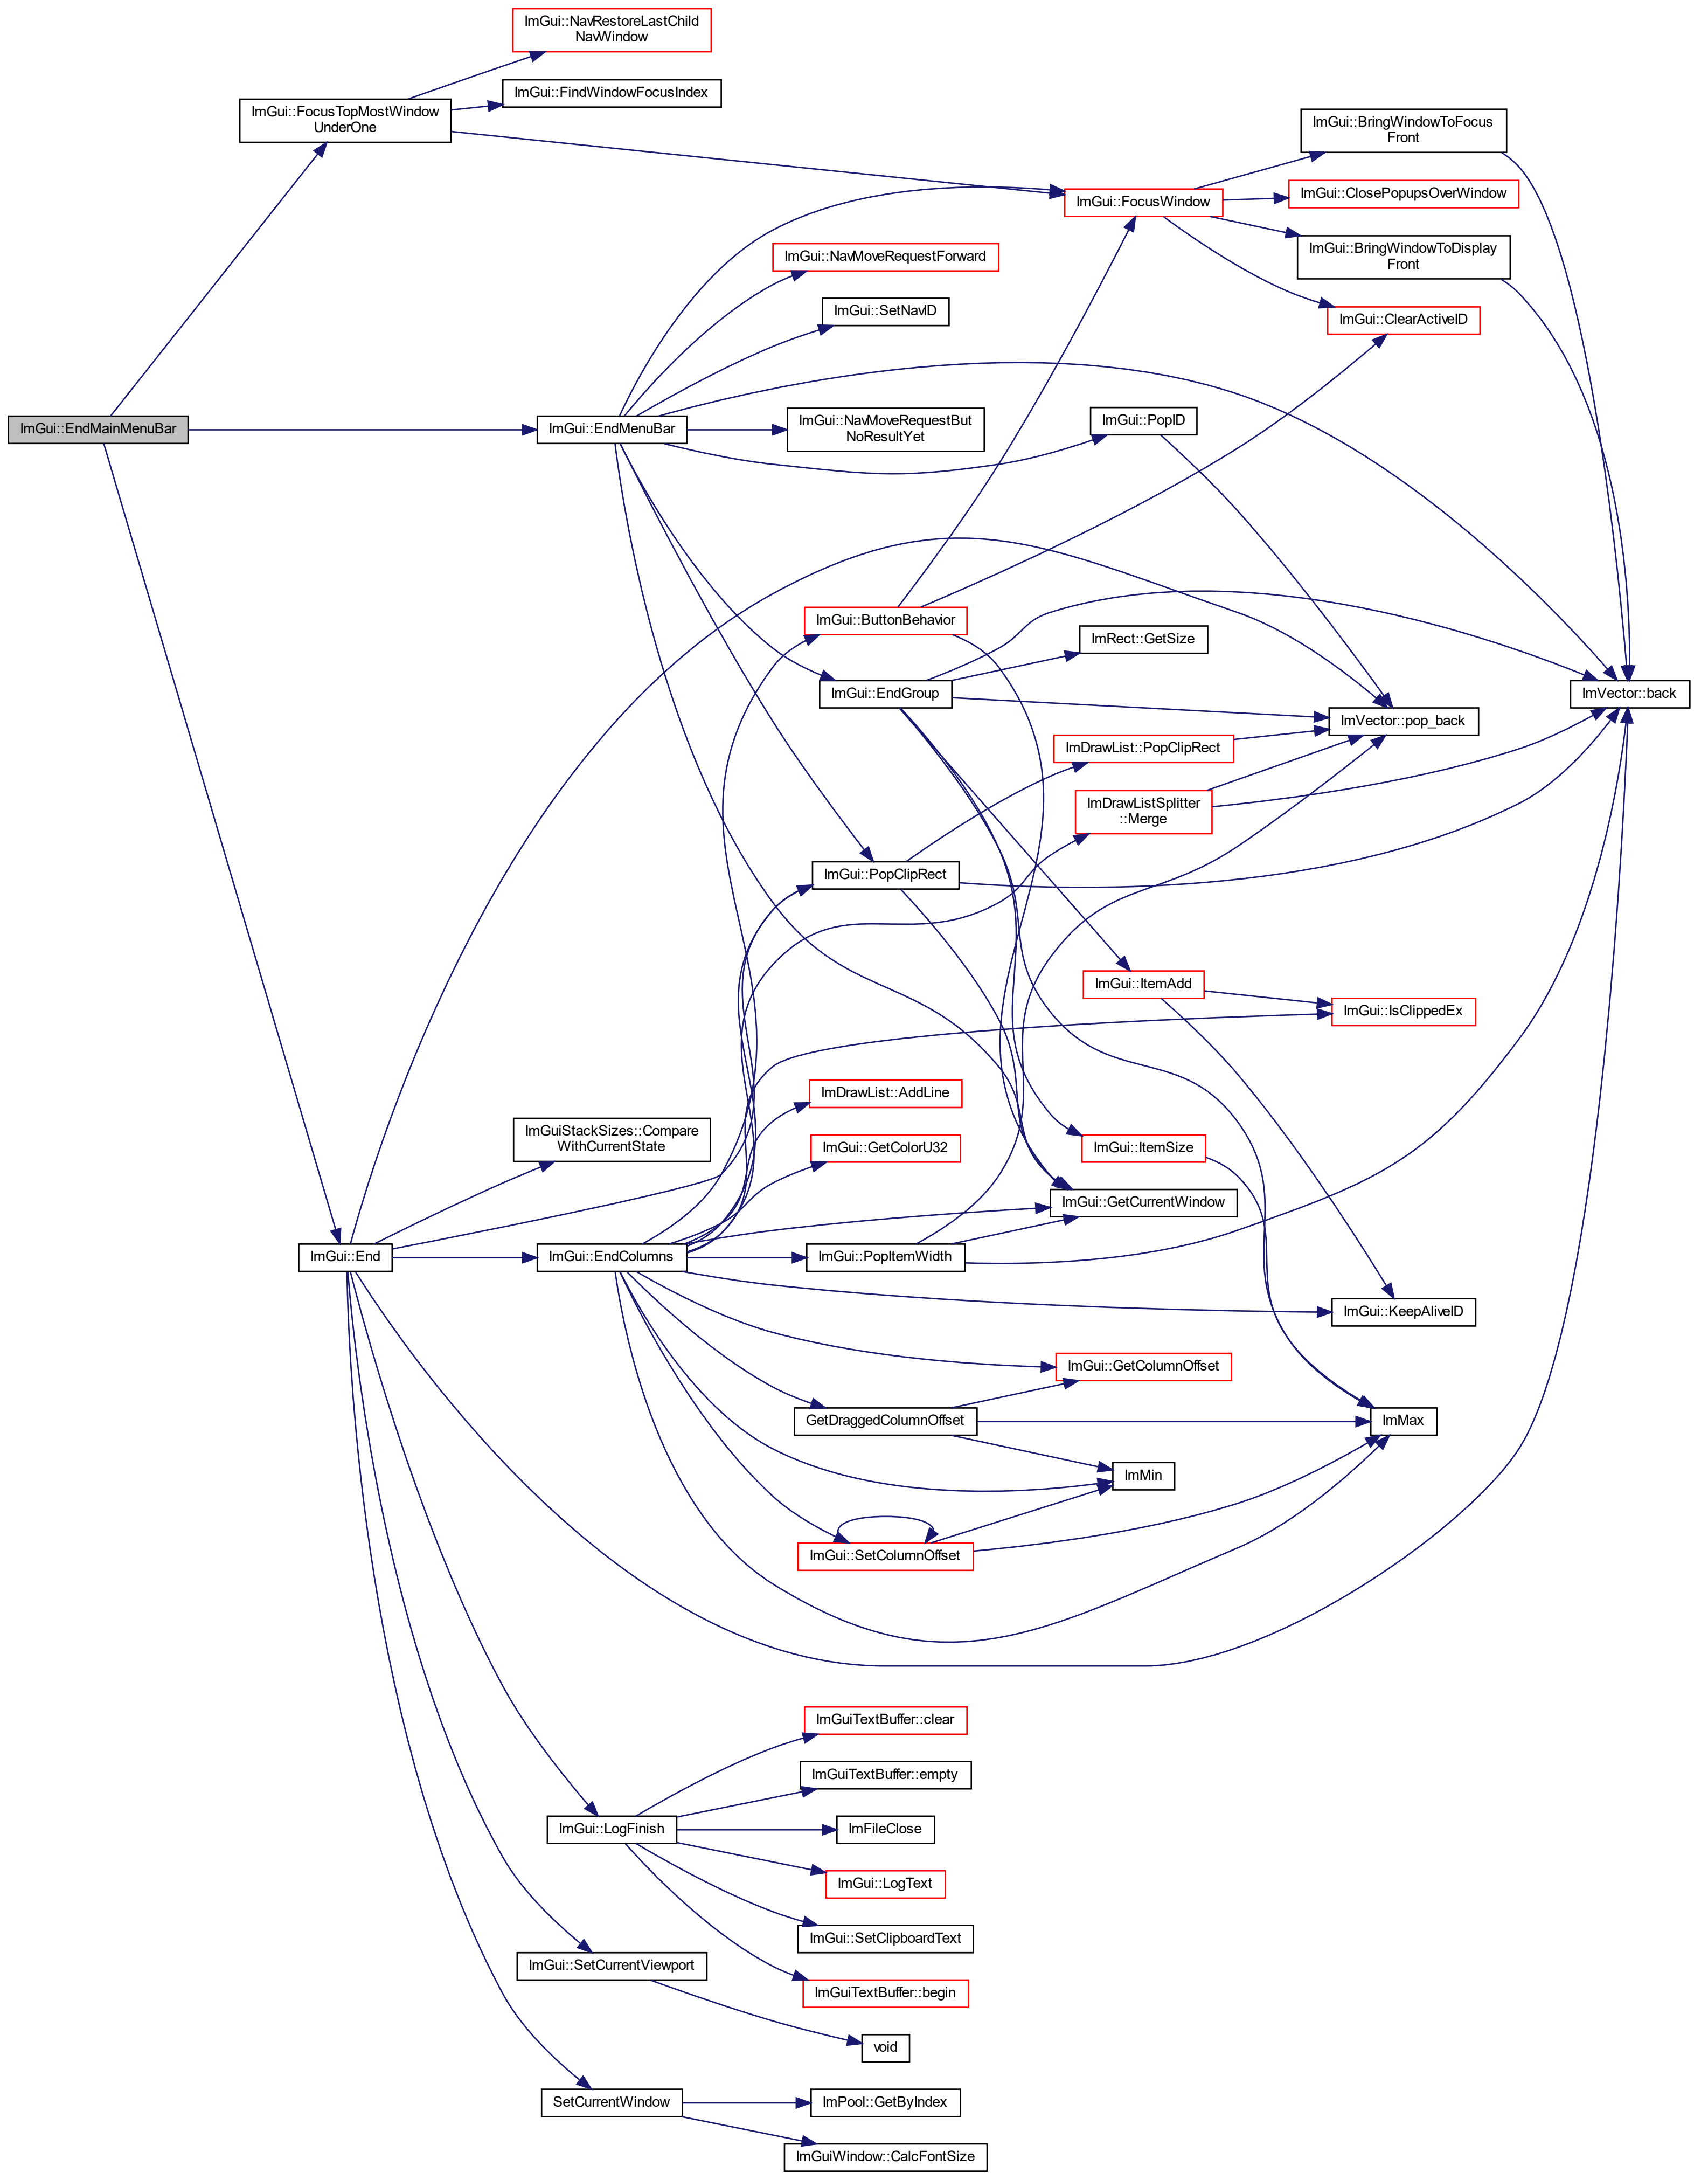 ImGui::NavRestoreLastChild
NavWindow
ImGui::FindWindowFocusIndex
ImGui::FocusTopMostWindow
UnderOne
ImGui::BringWindowToFocus
Front
ImGui::FocusWindow
ImGui::ClosePopupsOverWindow
ImGui::BringWindowToDisplay
Front
ImGui::NavMoveRequestForward
ImGui::SetNavID
ImGui::ClearActiveID
ImGui::EndMainMenuBar
ImGui::EndMenuBar
ImGui::NavMoveRequestBut
NoResultYet
ImGui::PopID
ImGui::ButtonBehavior
ImRect::GetSize
ImGui::EndGroup
ImVector::back
ImVector::pop_back
ImDrawList::PopClipRect
ImDrawListSplitter
::Merge
ImGui::PopClipRect
ImGui::ItemAdd
ImGui::IsClippedEx
ImDrawList::AddLine
ImGuiStackSizes::Compare
WithCurrentState
ImGui::GetColorU32
ImGui::ItemSize
ImGui::GetCurrentWindow
ImGui::End
ImGui::EndColumns
ImGui::PopItemWidth
ImGui::KeepAliveID
ImGui::GetColumnOffset
GetDraggedColumnOffset
ImMax
ImMin
ImGui::SetColumnOffset
ImGuiTextBuffer::clear
ImGuiTextBuffer::empty
ImGui::LogFinish
ImFileClose
ImGui::LogText
ImGui::SetClipboardText
ImGui::SetCurrentViewport
ImGuiTextBuffer::begin
void
SetCurrentWindow
ImPool::GetByIndex
ImGuiWindow::CalcFontSize